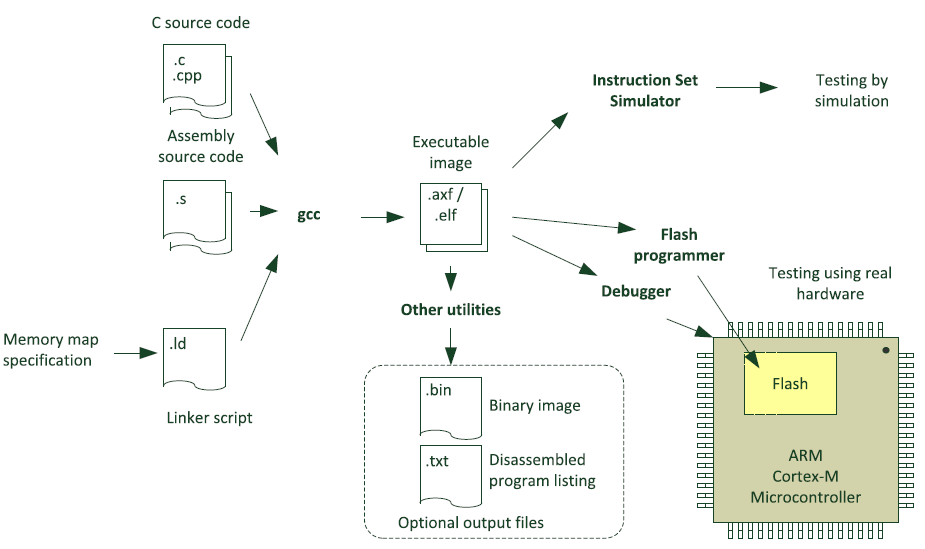 C source code
.c
.cpp
Assembly
source code
.s
gcc
Memory map
specification
.ld
Linker script
Executable
image
.axf /
.elf
Other utilities
.bin
Binary image
.txt
Disassembled
program listing
Optional output files
Instruction Set
Simulator
Testing by
simulation
Flash
programmer
Debugger
Testing using real
hardware
Flash
ARM
Cortex-M
Microcontroller